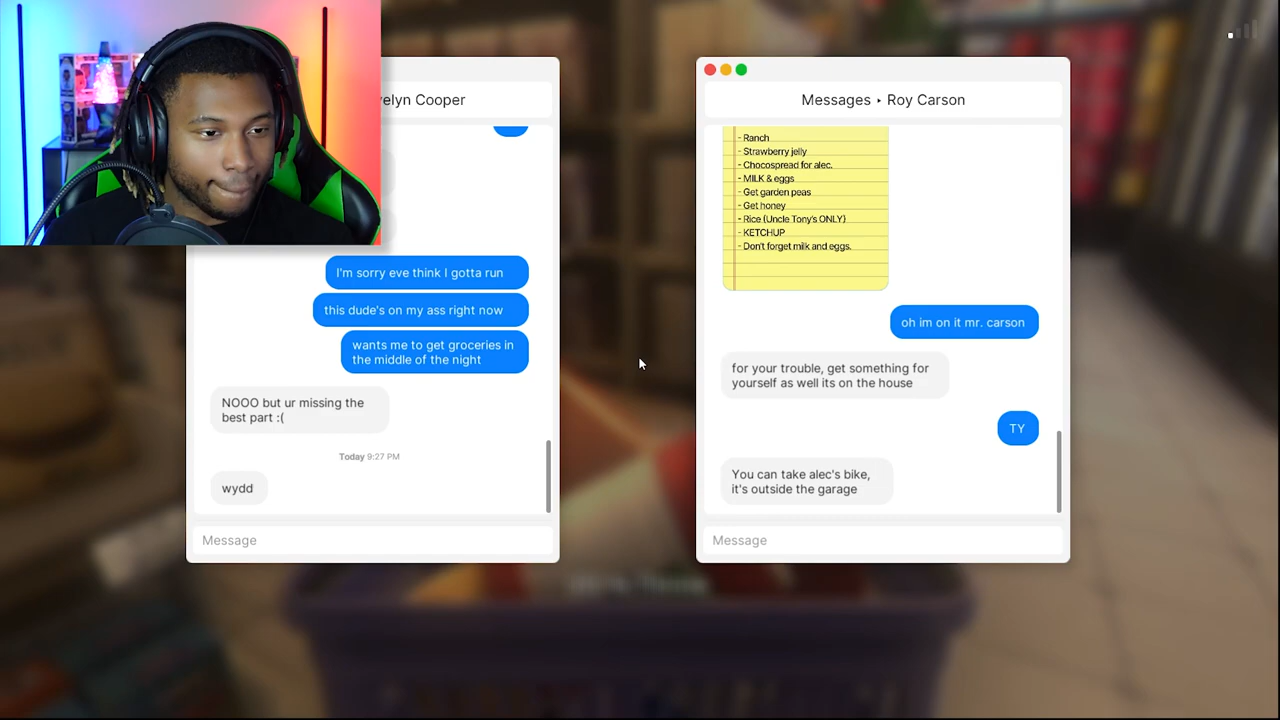 velyn Cooper
I'm sorry eve think I gotta run
this dude's on my ass right now
wants me to get groceries in
the middle of the night
NOOO but ur missing the
best part :(
Today 9:27 PM
wydd
Message
Messages ‣ Roy Carson
- Ranch
- Strawberry jelly
- Chocospread for alec.
- MILK & eggs
- Get garden peas
- Get honey
- Rice (Uncle Tony's ONLY)
- KETCHUP
- Don't forget milk and eggs.
oh im on it mr. carson
for your trouble, get something for
yourself as well its on the house
TY
You can take alec's bike,
it's outside the garage
Message